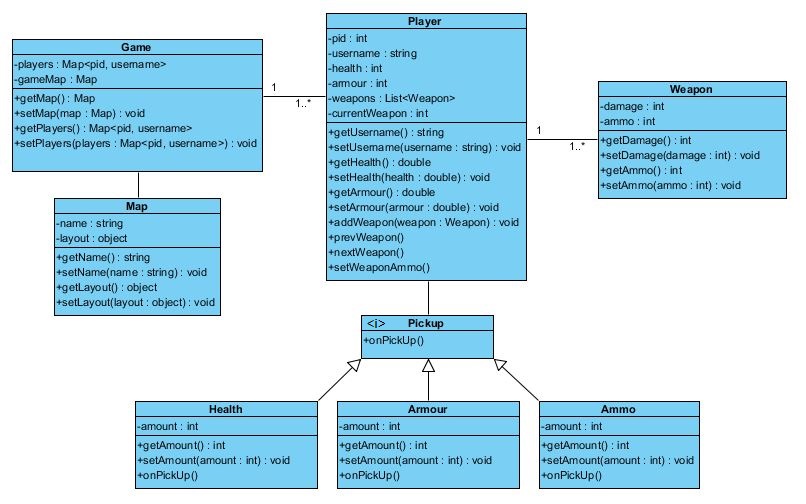 Game
-players : Map<pid, username>
-gameMap : Map
+getMap() : Map
+setMap(map : Map) : void
+getPlayers() : Map<pid, username>
+setPlayers(players : Map<pid, username>) : void
1
1..*
Player
-pid : int
-username : string
-health : int
-armour : int
-weapons : List<Weapon>
-currentWeapon : int
+getUsername() : string
+setUsername(username : string) : void
+getHealth() : double
+setHealth(health : double) : void
+getArmour() : double
+setArmour(armour : double) : void
+addWeapon(weapon : Weapon) : void
+prevWeapon()
+nextWeapon()
+setWeaponAmmo()
1
1..*
Weapon
-damage : int
-ammo : int
+getDamage() : int
+setDamage(damage : int) : void
+getAmmo() : int
+setAmmo(ammo : int) : void
Map
-name : string
-layout : object
+getName() : string
+setName(name : string) : void
+getLayout() : object
+setLayout(layout : object) : void
<i> Pickup
+onPickUp()
Health
-amount : int
+getAmount() : int
+setAmount(amount : int) : void
+onPickUp()
Armour
-amount : int
+getAmount() : int
+setAmount(amount : int) : void
+onPickUp()
Ammo
-amount : int
+getAmount() : int
+setAmount(amount : int) : void
+onPickUp()